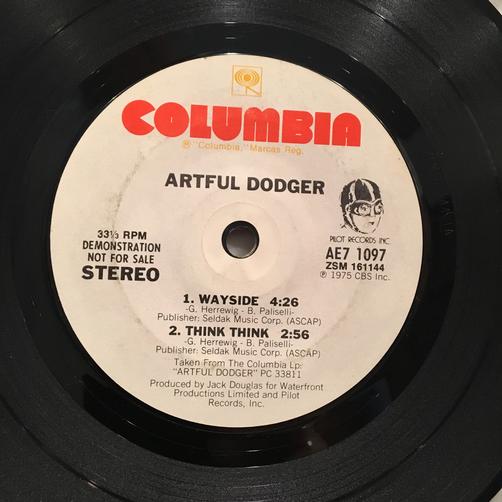 COLUMBIA
® "Columbia," Marcas Reg.
ARTFUL DODGER
33⅓ RPM
DEMONSTRATION
NOT FOR SALE
STEREO
PILOT RECORDS INC.
AE7 1097
ZSM 161144
℗ 1975 CBS Inc.
1. WAYSIDE 4:26
-G. Herrewig - B. Paliselli-
Publisher: Seldak Music Corp. (ASCAP)
2. THINK THINK 2:56
-G. Herrewig - B. Paliselli-
Publisher: Seldak Music Corp. (ASCAP)
Taken From The Columbia Lp:
"ARTFUL DODGER" PC 33811
Produced by Jack Douglas for Waterfront
Productions Limited and Pilot
Records, Inc.